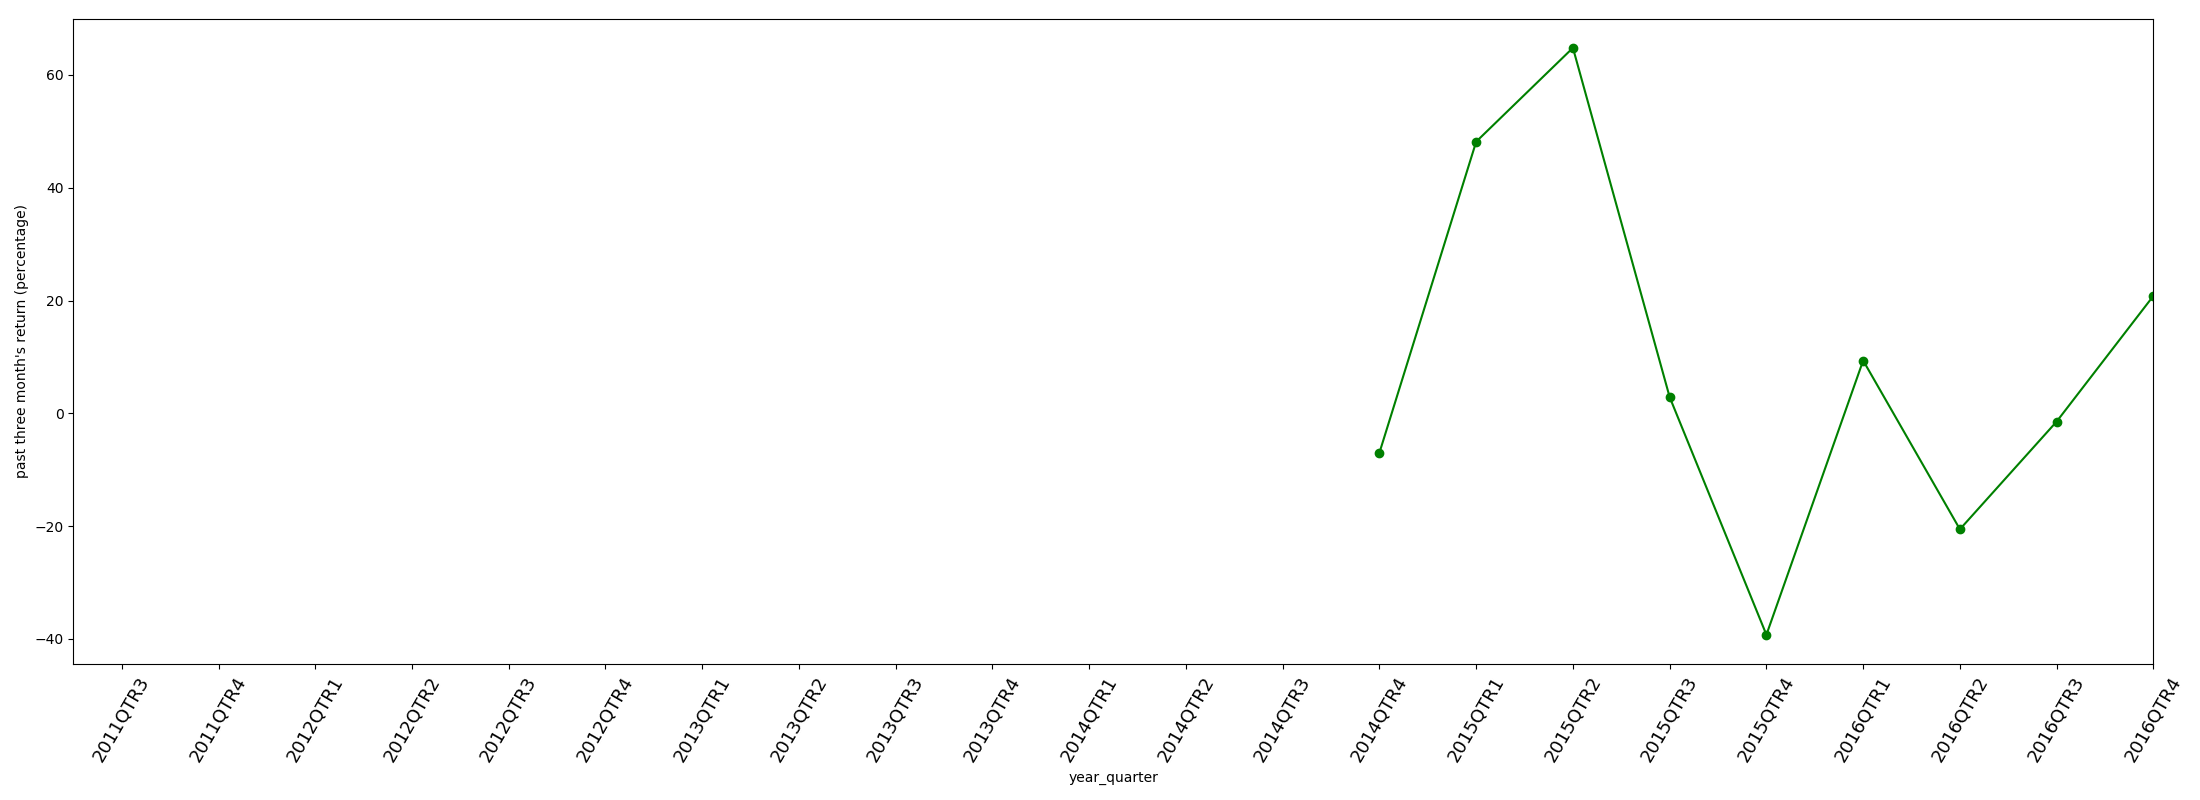 past three month's return (percentage)
60
40
20
0
−20
−40
2011QTR3
2011QTR4
2012QTR1
2012QTR2
2012QTR3
2012QTR4
2013QTR1
2013QTR2
2013QTR3
2013QTR4
2014QTR1
2014QTR2
2014QTR3
2014QTR4
2015QTR1
2015QTR2
2015QTR3
2015QTR4
2016QTR1
2016QTR2
2016QTR3
2016QTR4
year_quarter